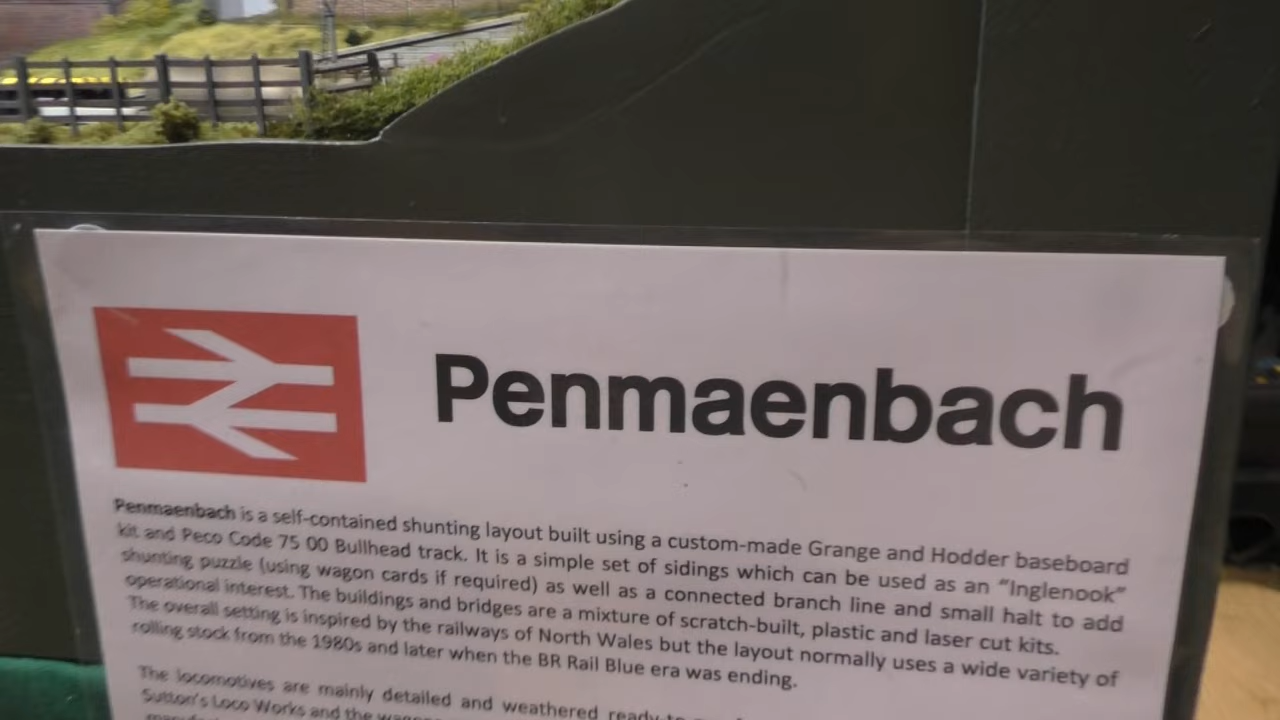 Penmaenbach
Penmaenbach is a self-contained shunting layout built using a custom-made Grange and Hodder baseboard
kit and Peco Code 75 00 Bullhead track. It is a simple set of sidings which can be used as an “Inglenook”
shunting puzzle (using wagon cards if required) as well as a connected branch line and small halt to add
operational interest. The buildings and bridges are a mixture of scratch-built, plastic and laser cut kits.
The overall setting is inspired by the railways of North Wales but the layout normally uses a wide variety of
rolling stock from the 1980s and later when the BR Rail Blue era was ending.
The locomotives are mainly detailed and weathered ready
Sutton's Loco Works and the